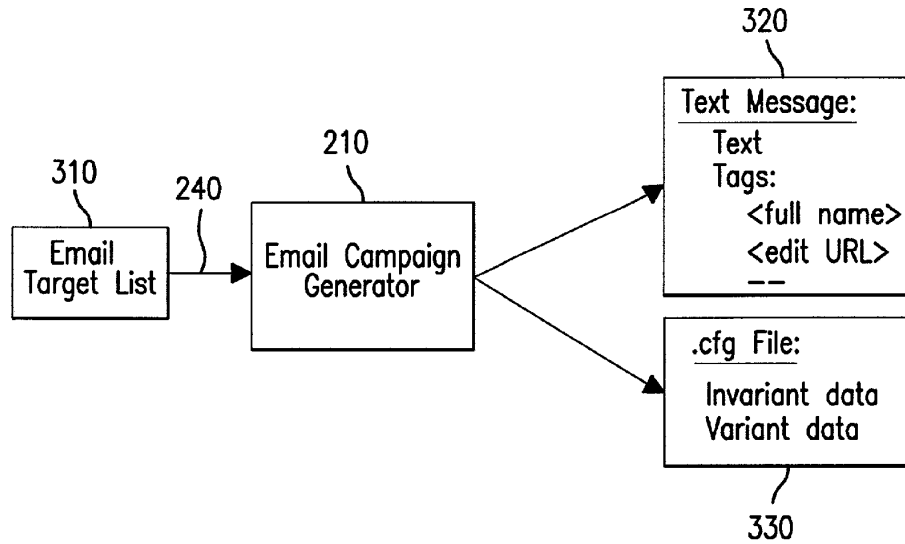 320
Text Message:
Text
Tags:
<full name>
<edit URL>
--
310
240
210
Email
Target List
Email Campaign
Generator
.cfg File:
Invariant data
Variant data
330